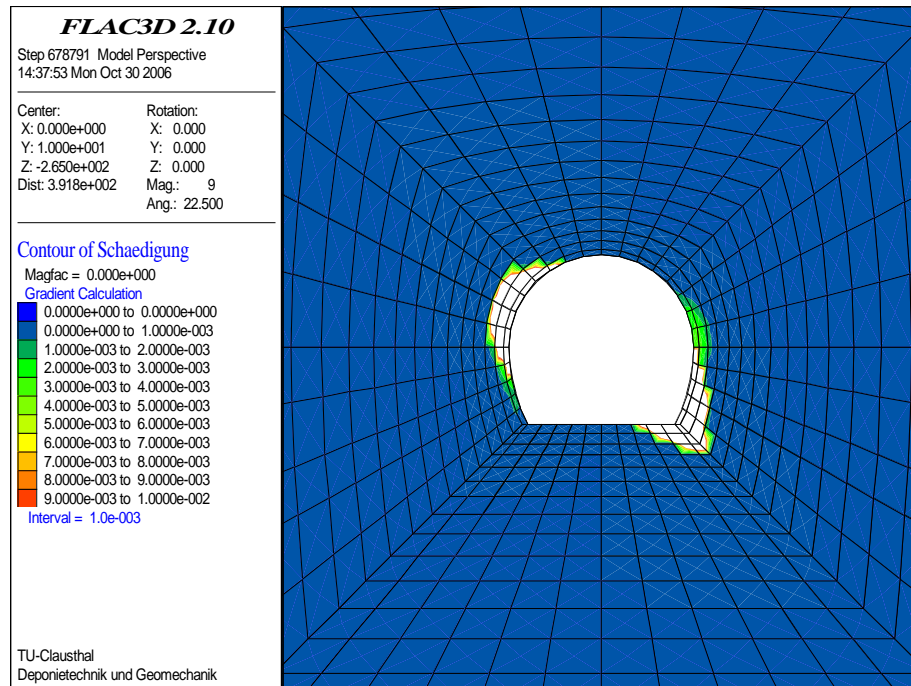 FLAC3D 2.10
Step 678791 Model Perspective
14:37:53 Mon Oct 30 2006
Center: Rotation:
X: 0.000e+000 X: 0.000
Y: 1.000e+001 Y: 0.000
Z: -2.650e+002 Z: 0.000
Dist: 3.918e+002 Mag.: 9
Ang.: 22.500
Contour of Schaedigung
Magfac = 0.000e+000
Gradient Calculation
0.0000e+000 to 0.0000e+000
0.0000e+000 to 1.0000e-003
1.0000e-003 to 2.0000e-003
2.0000e-003 to 3.0000e-003
3.0000e-003 to 4.0000e-003
4.0000e-003 to 5.0000e-003
5.0000e-003 to 6.0000e-003
6.0000e-003 to 7.0000e-003
7.0000e-003 to 8.0000e-003
8.0000e-003 to 9.0000e-003
9.0000e-003 to 1.0000e-002
Interval = 1.0e-003
TU-Clausthal
Deponietechnik und Geomechanik